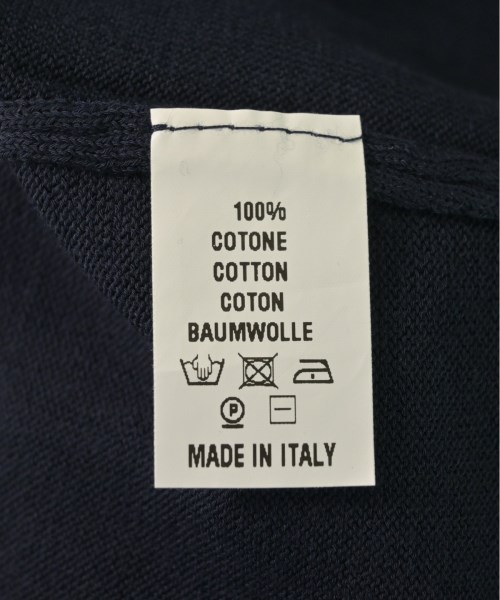 100%
COTONE
COTTON
COTON
BAUMWOLLE
P
MADE IN ITALY